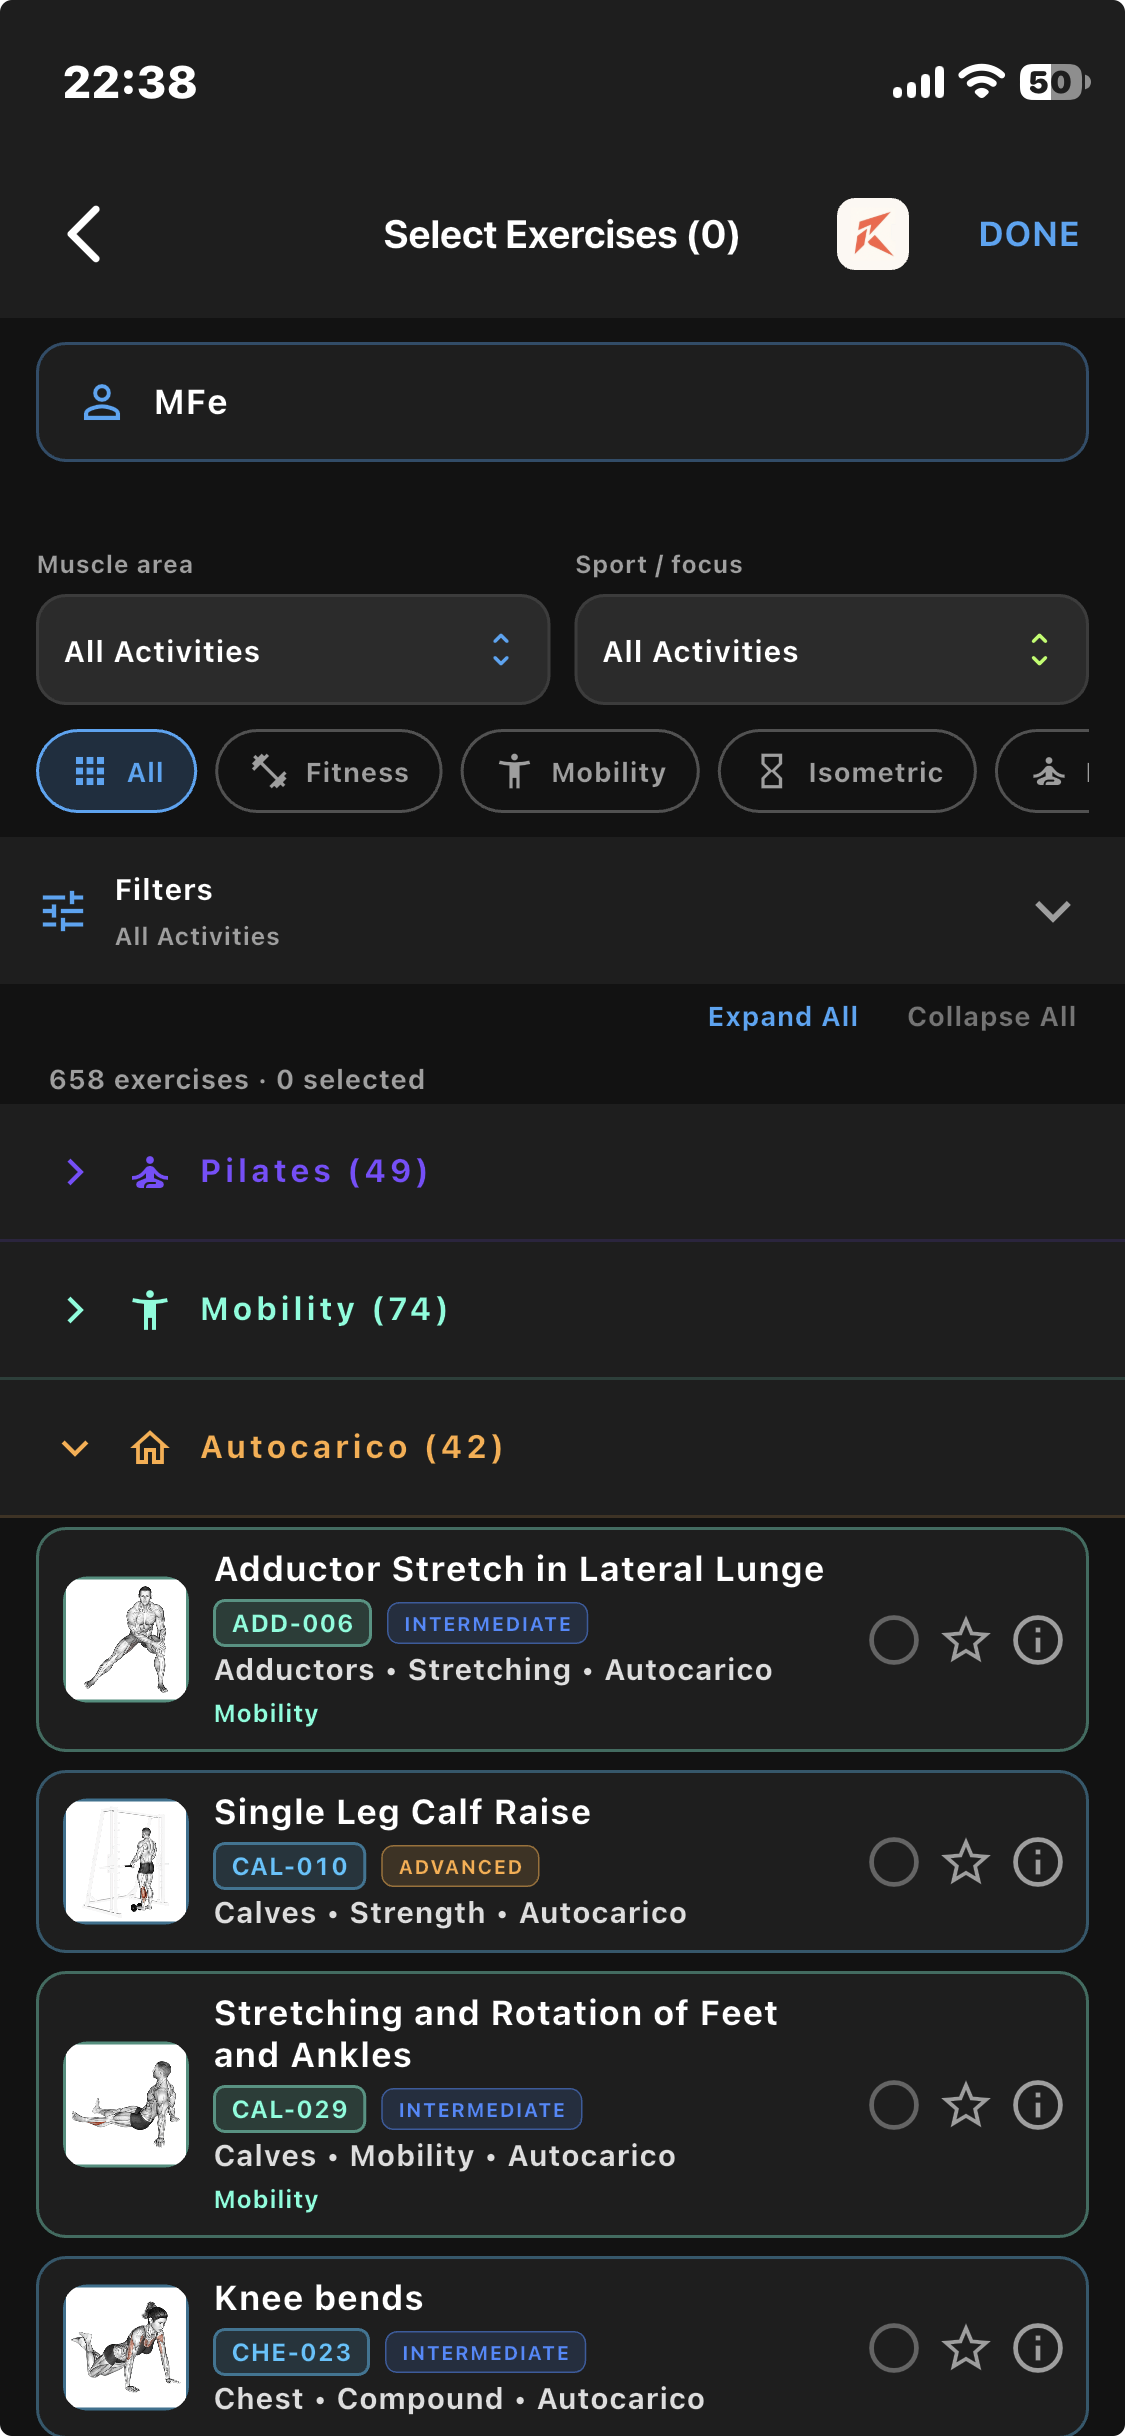 22:38
50
Select Exercises (0)
DONE
MFe
Muscle area
Sport / focus
All Activities
All Activities
All
Fitness
Mobility
Isometric
Filters
All Activities
Expand All
Collapse All
658 exercises · 0 selected
Pilates (49)
Mobility (74)
Autocarico (42)
Adductor Stretch in Lateral Lunge
ADD-006
INTERMEDIATE
Adductors • Stretching • Autocarico
Mobility
Single Leg Calf Raise
CAL-010
ADVANCED
Calves • Strength • Autocarico
Stretching and Rotation of Feet
and Ankles
CAL-029
INTERMEDIATE
Calves • Mobility • Autocarico
Mobility
Knee bends
CHE-023
INTERMEDIATE
Chest • Compound • Autocarico